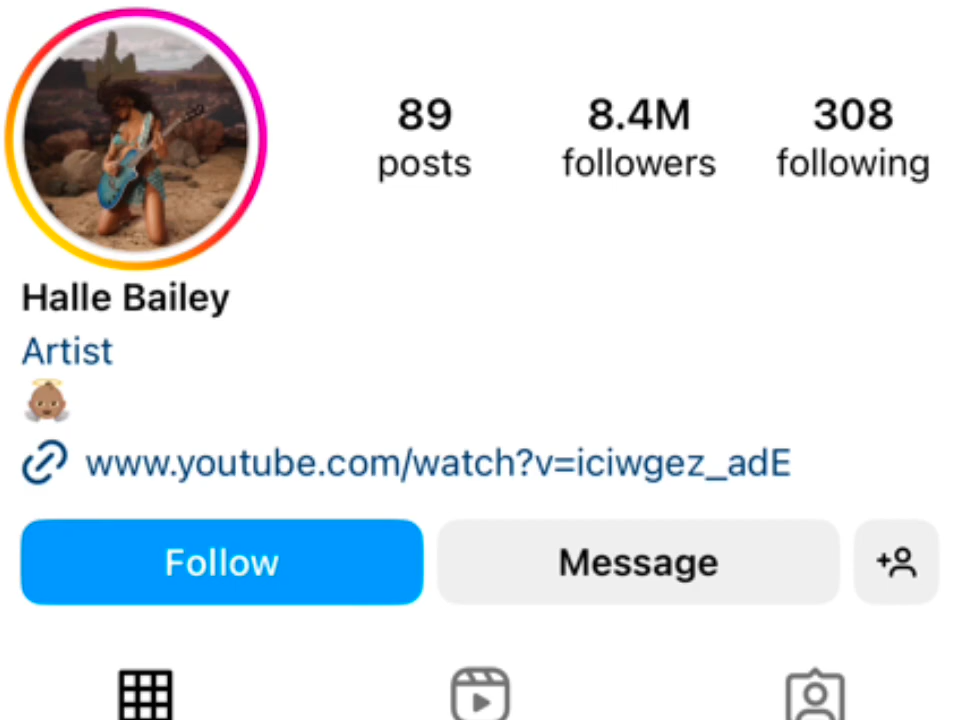 89 8.4M 308
posts followers following
Halle Bailey
Artist
www.youtube.com/watch?v=iciwgez_adE
Follow Message